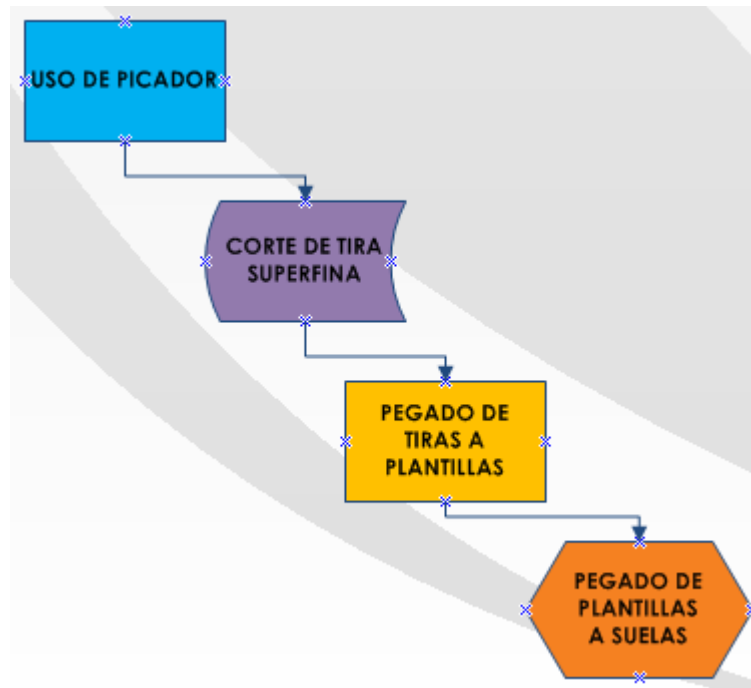 USO DE PICADOR
CORTE DE TIRA
SUPERFINA
PEGADO DE
TIRAS A
PLANTILLAS
PEGADO DE
PLANTILLAS
A SUELAS